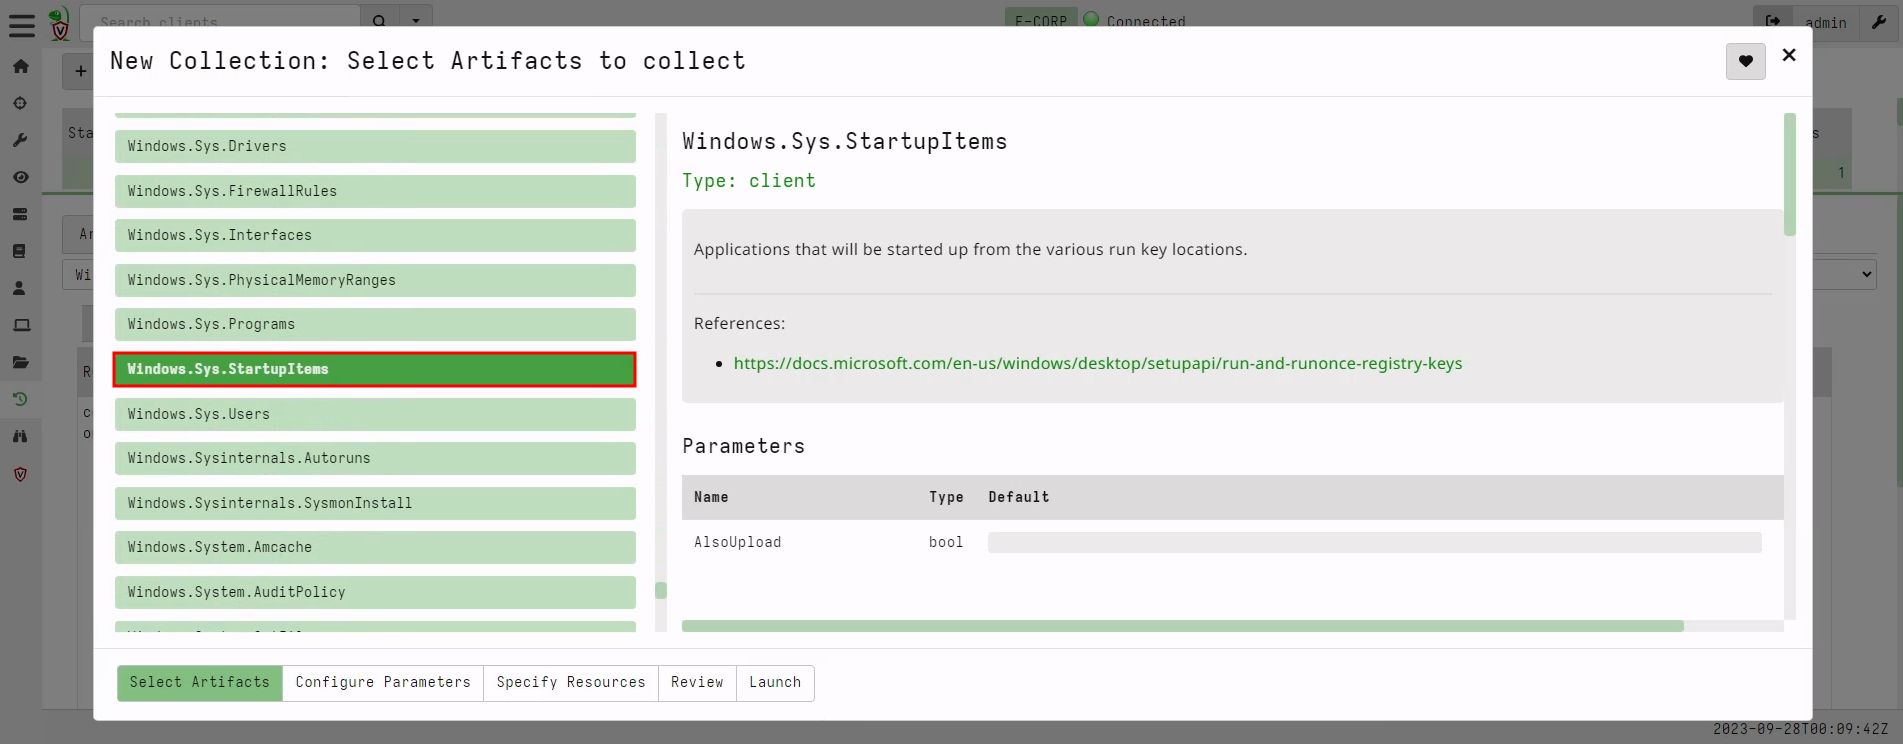 Search clients
E-CORP
Connected
admin
New Collection: Select Artifacts to collect
Sta
s
1
Ar
Wi
R
c
o
Windows.Sys.Drivers
Windows.Sys.FirewallRules
Windows.Sys.Interfaces
Windows.Sys.PhysicalMemoryRanges
Windows.Sys.Programs
Windows.Sys.StartupItems
Windows.Sys.Users
Windows.Sysinternals.Autoruns
Windows.Sysinternals.SysmonInstall
Windows.System.Amcache
Windows.System.AuditPolicy
Windows.Sys.StartupItems
Type: client
Applications that will be started up from the various run key locations.
References:
https://docs.microsoft.com/en-us/windows/desktop/setupapi/run-and-runonce-registry-keys
Parameters
Name Type Default
AlsoUpload bool
Select Artifacts Configure Parameters Specify Resources Review Launch
2023-09-28T00:09:42Z